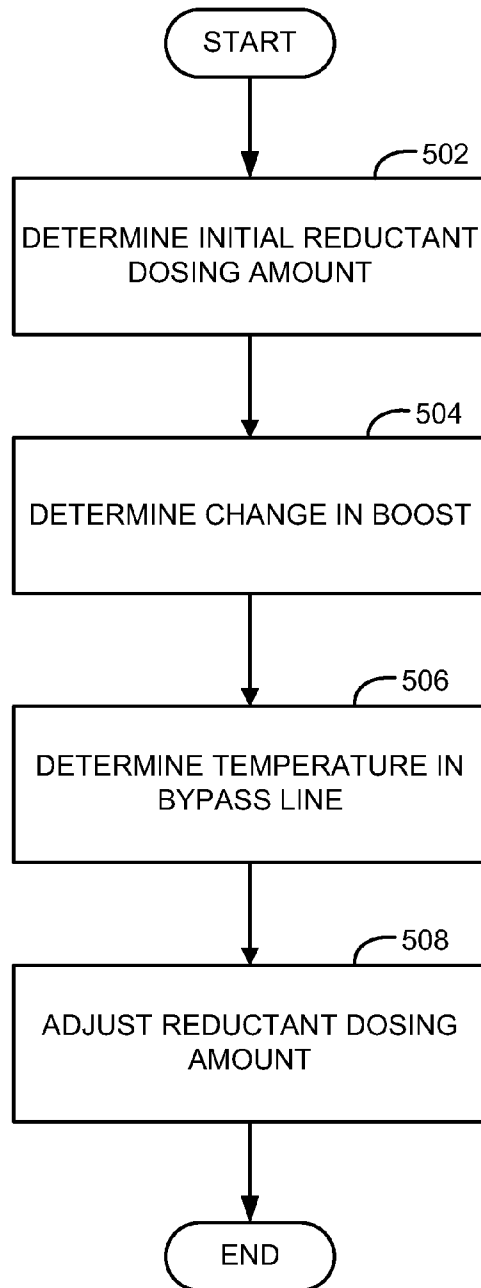 START
502
DETERMINE INITIAL REDUCTANT
DOSING AMOUNT
504
DETERMINE CHANGE IN BOOST
506
DETERMINE TEMPERATURE IN
BYPASS LINE
508
ADJUST REDUCTANT DOSING
AMOUNT
END